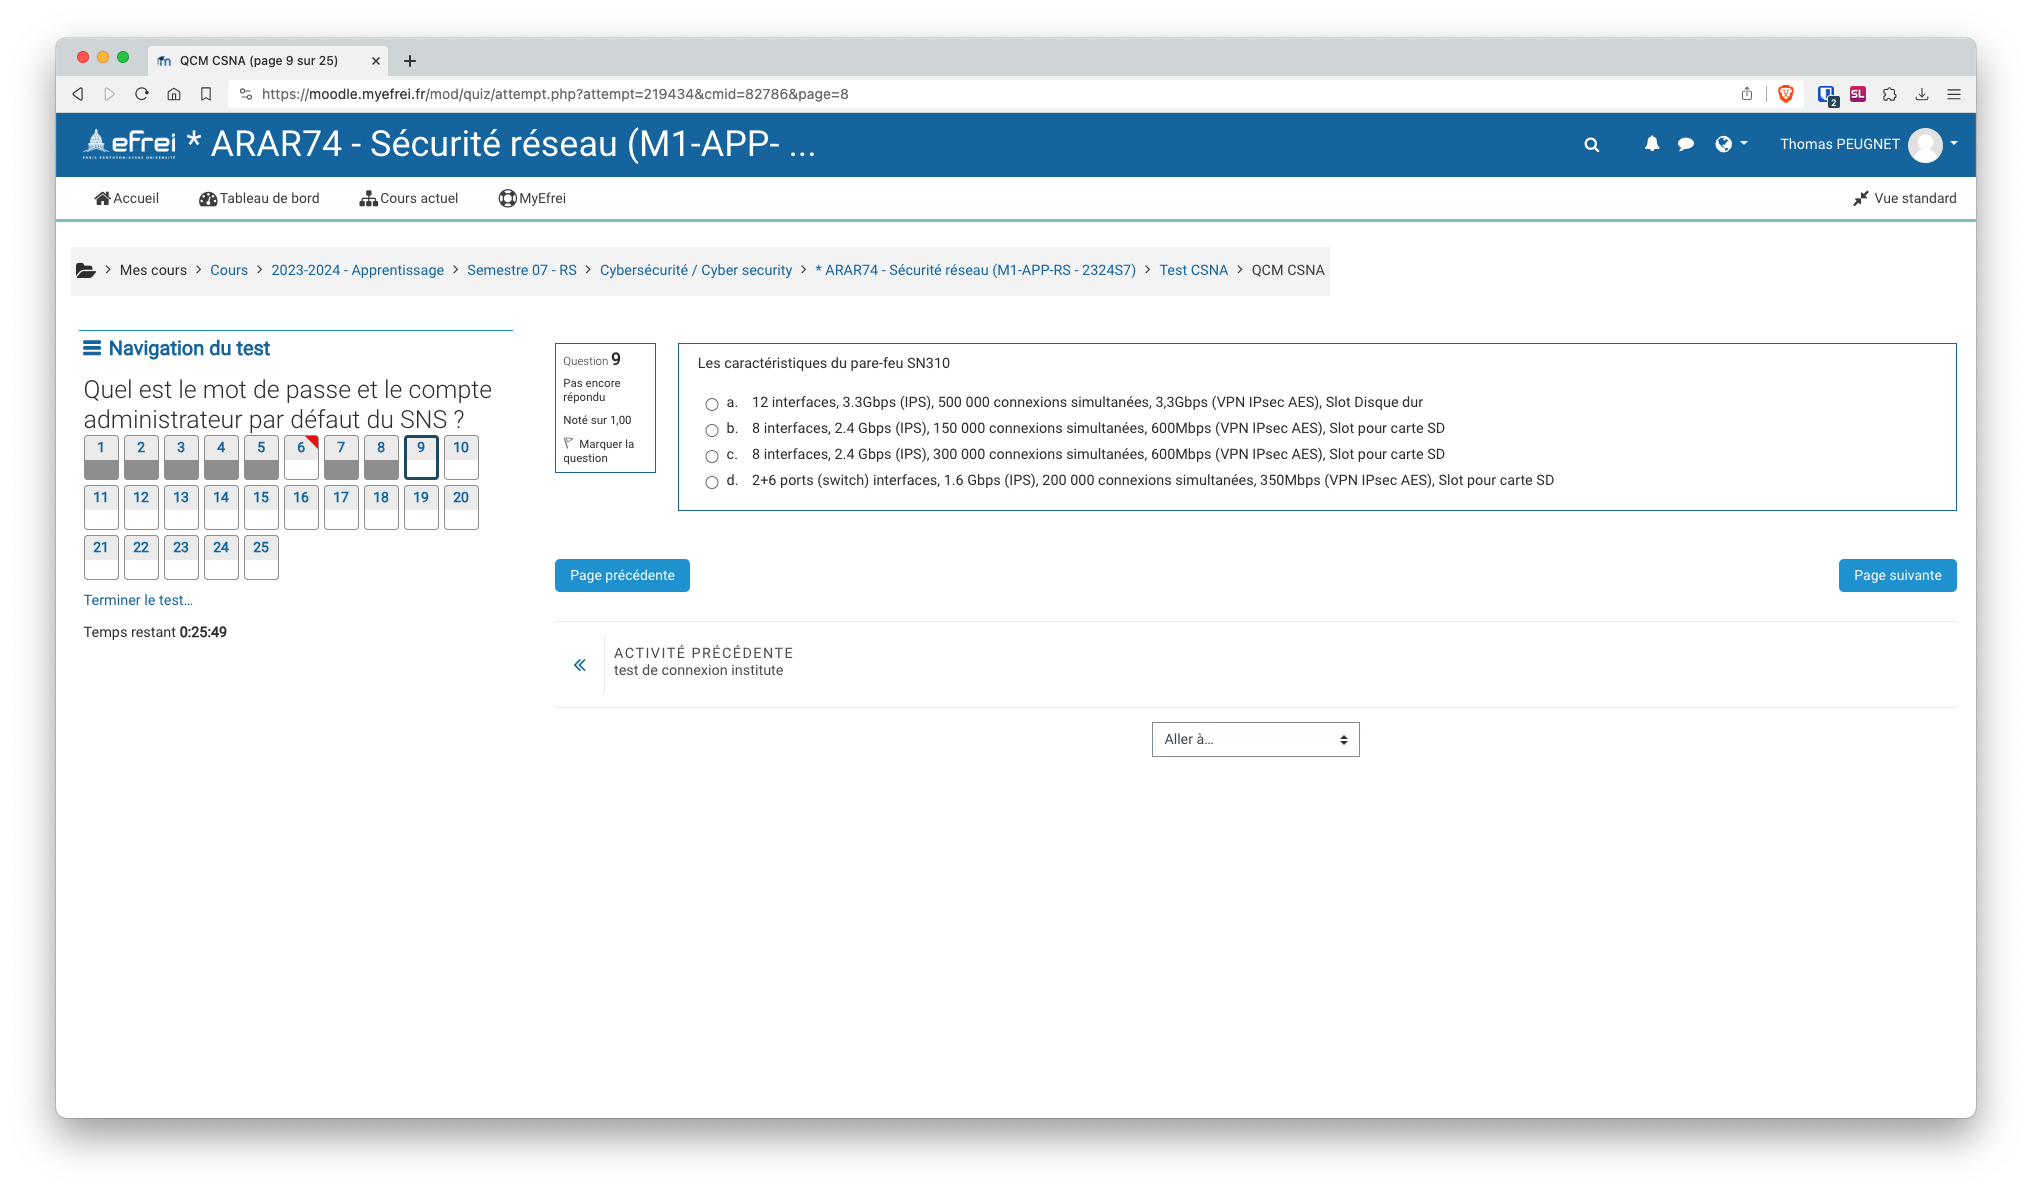 QCM CSNA (page 9 sur 25)
https://moodle.myefrei.fr/mod/quiz/attempt.php?attempt=219434&cmid=82786&page=8
2
SL
efrei
PARIS PANTHÉON-ASSAS UNIVERSITÉ
* ARAR74 - Sécurité réseau (M1-APP- ...
Thomas PEUGNET
Accueil
Tableau de bord
Cours actuel
MyEfrei
Vue standard
Mes cours > Cours > 2023-2024 - Apprentissage > Semestre 07 - RS > Cybersécurité / Cyber security > * ARAR74 - Sécurité réseau (M1-APP-RS - 2324S7) > Test CSNA > QCM CSNA
Navigation du test
Quel est le mot de passe et le compte
administrateur par défaut du SNS ?
1 2 3 4 5 6 7 8 9 10
11 12 13 14 15 16 17 18 19 20
21 22 23 24 25
Terminer le test...
Temps restant 0:25:49
Question 9
Pas encore
répondu
Noté sur 1,00
Marquer la
question
Les caractéristiques du pare-feu SN310
a. 12 interfaces, 3.3Gbps (IPS), 500 000 connexions simultanées, 3,3Gbps (VPN IPsec AES), Slot Disque dur
b. 8 interfaces, 2.4 Gbps (IPS), 150 000 connexions simultanées, 600Mbps (VPN IPsec AES), Slot pour carte SD
c. 8 interfaces, 2.4 Gbps (IPS), 300 000 connexions simultanées, 600Mbps (VPN IPsec AES), Slot pour carte SD
d. 2+6 ports (switch) interfaces, 1.6 Gbps (IPS), 200 000 connexions simultanées, 350Mbps (VPN IPsec AES), Slot pour carte SD
Page précédente
Page suivante
ACTIVITÉ PRÉCÉDENTE
test de connexion institute
Aller à...